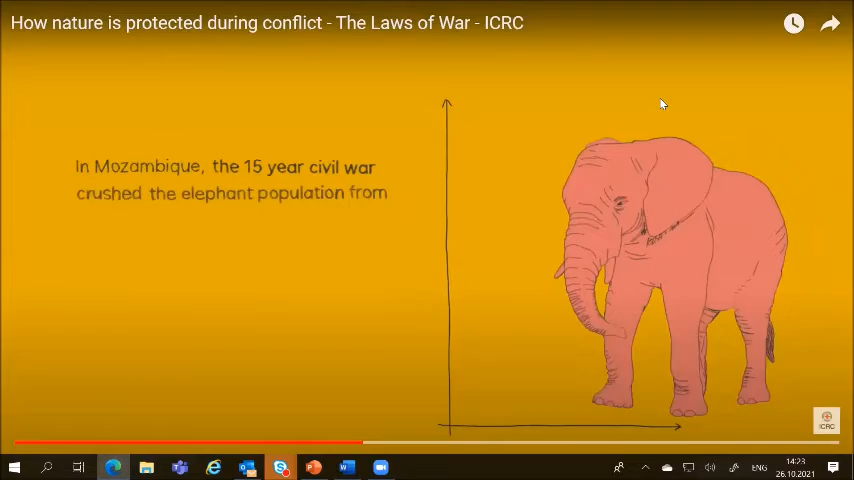 How nature is protected during conflict - The Laws of War - ICRC
In Mozambique, the 15 year civil war
crushed the elephant population from
ICRC
ENG
14:23
26.10.2021